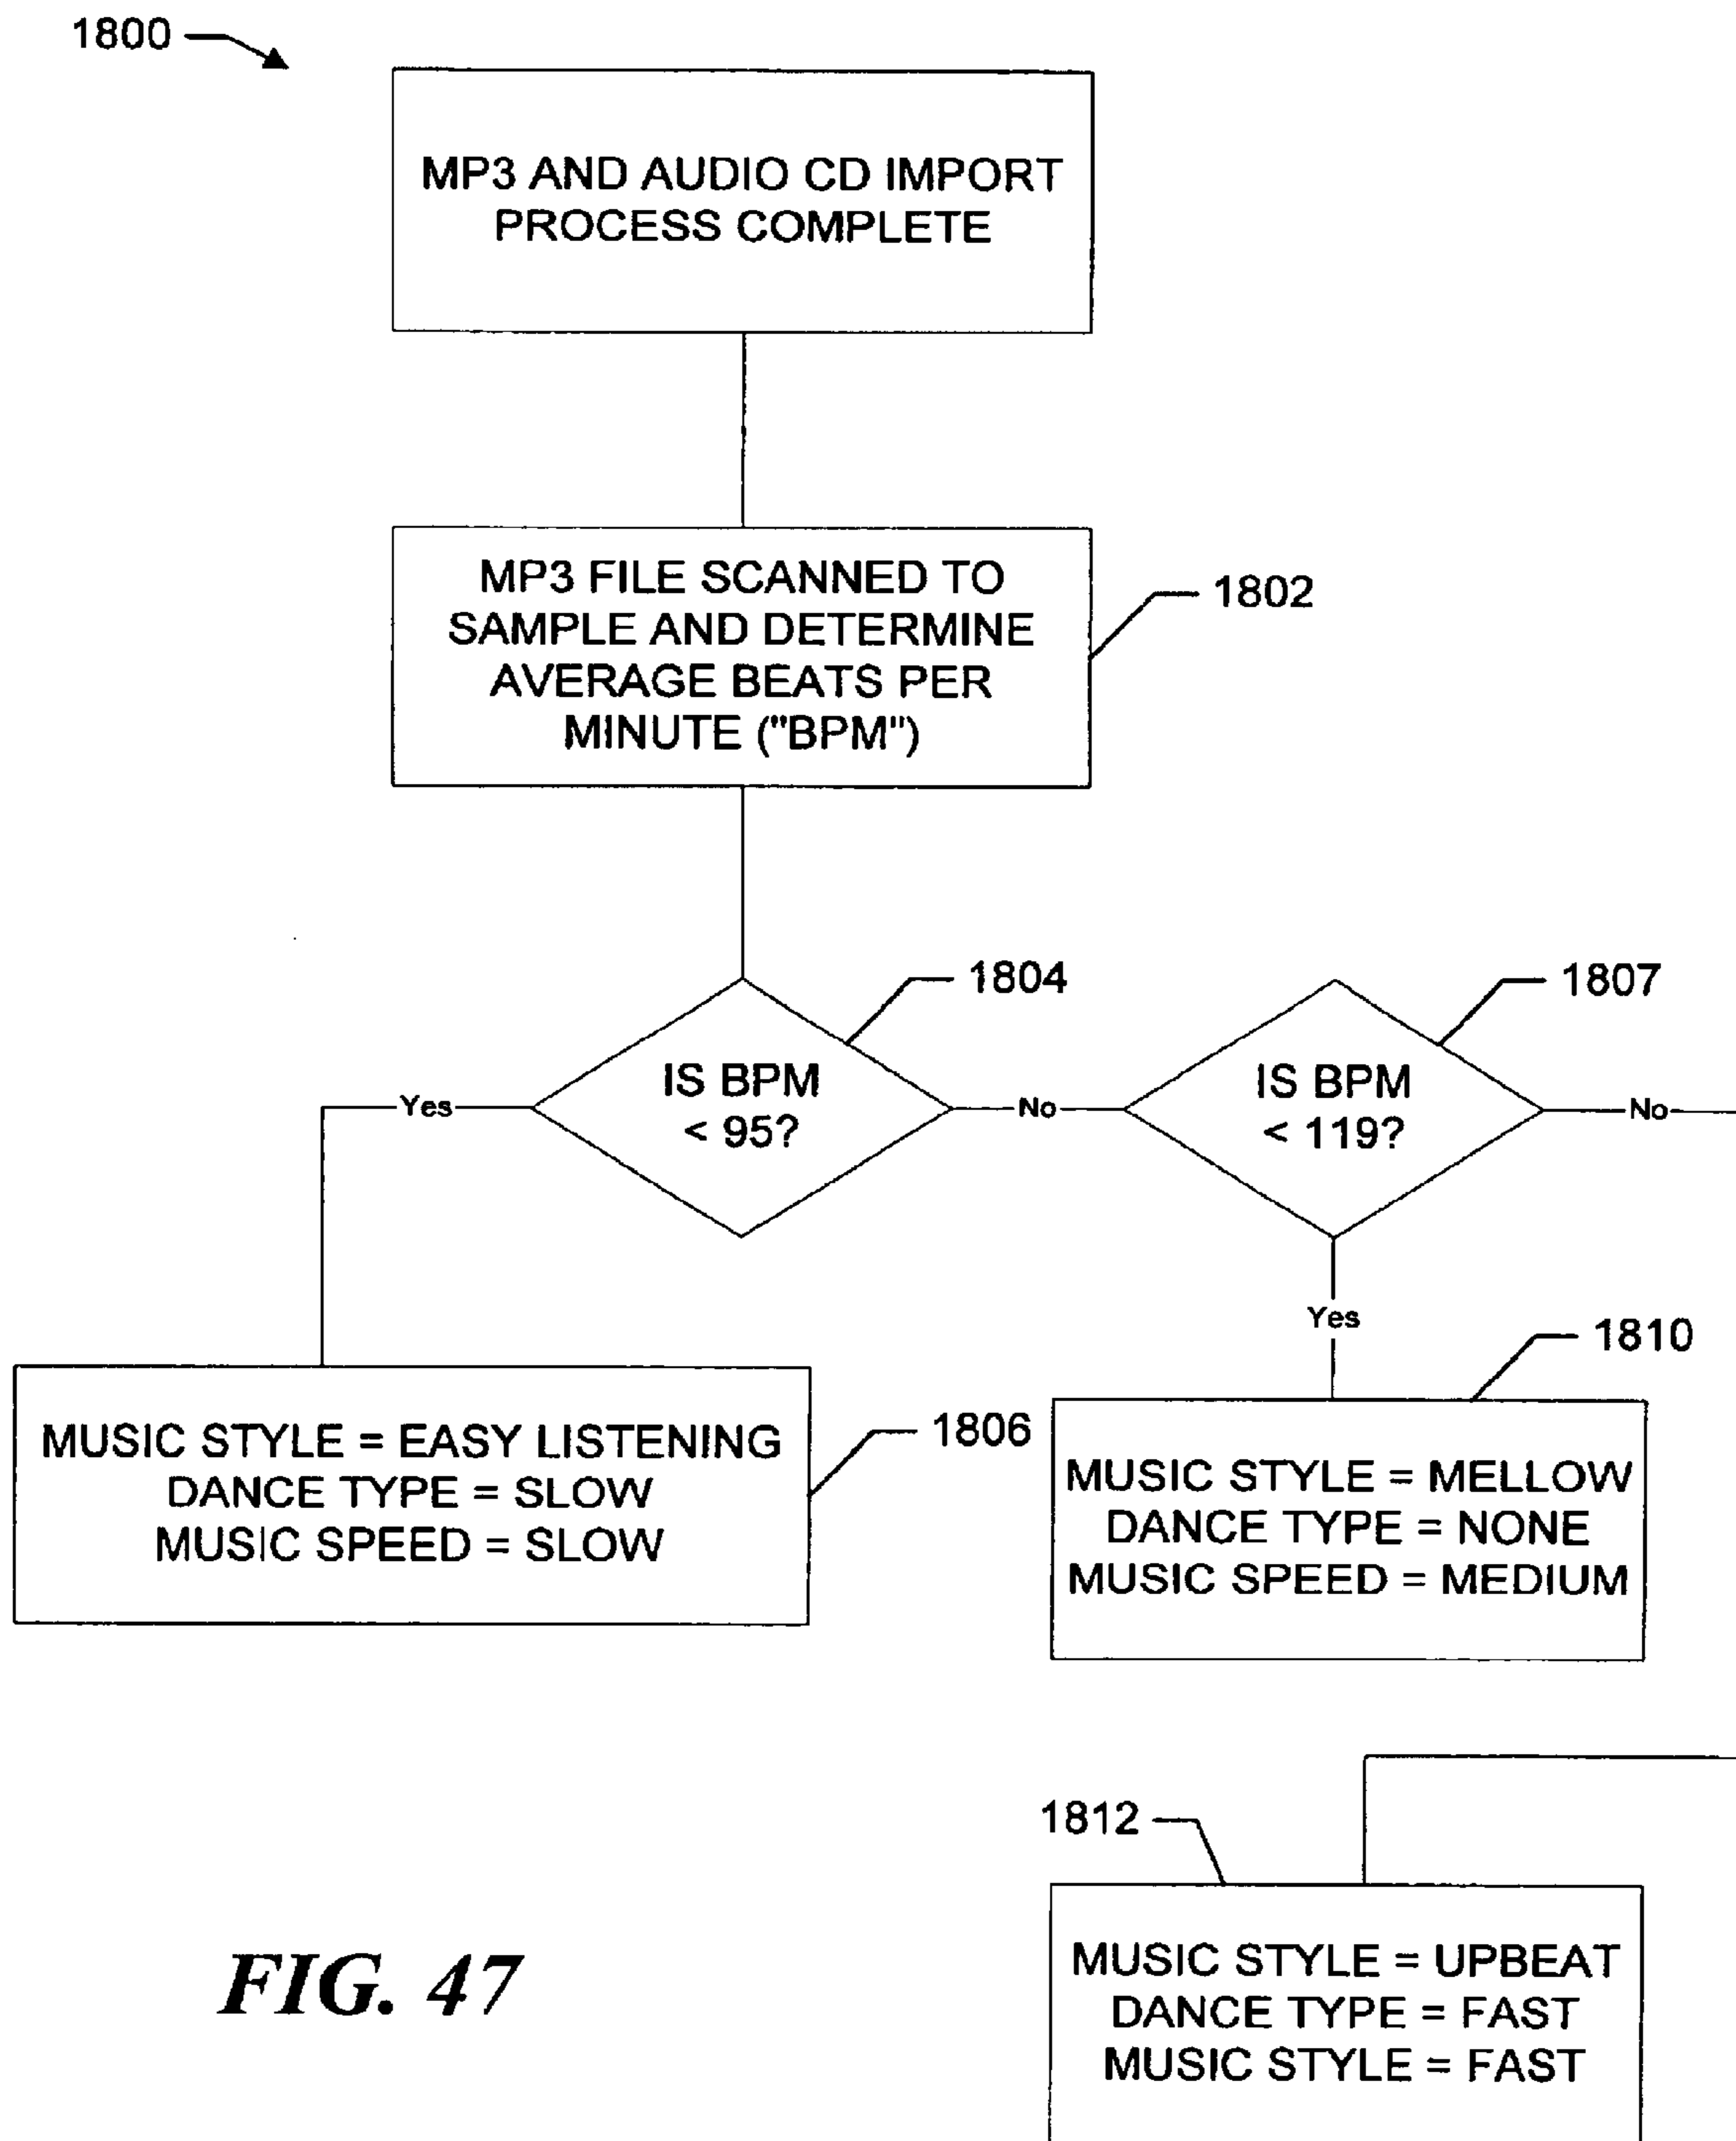 1800
MP3 AND AUDIO CD IMPORT
PROCESS COMPLETE
MP3 FILE SCANNED TO
SAMPLE AND DETERMINE
AVERAGE BEATS PER
MINUTE ("BPM")
1802
1804
IS BPM
< 95?
Yes
No
1807
IS BPM
< 119?
No
Yes
1806
MUSIC STYLE = EASY LISTENING
DANCE TYPE = SLOW
MUSIC SPEED = SLOW
1810
MUSIC STYLE = MELLOW
DANCE TYPE = NONE
MUSIC SPEED = MEDIUM
1812
MUSIC STYLE = UPBEAT
DANCE TYPE = FAST
MUSIC STYLE = FAST
FIG. 47